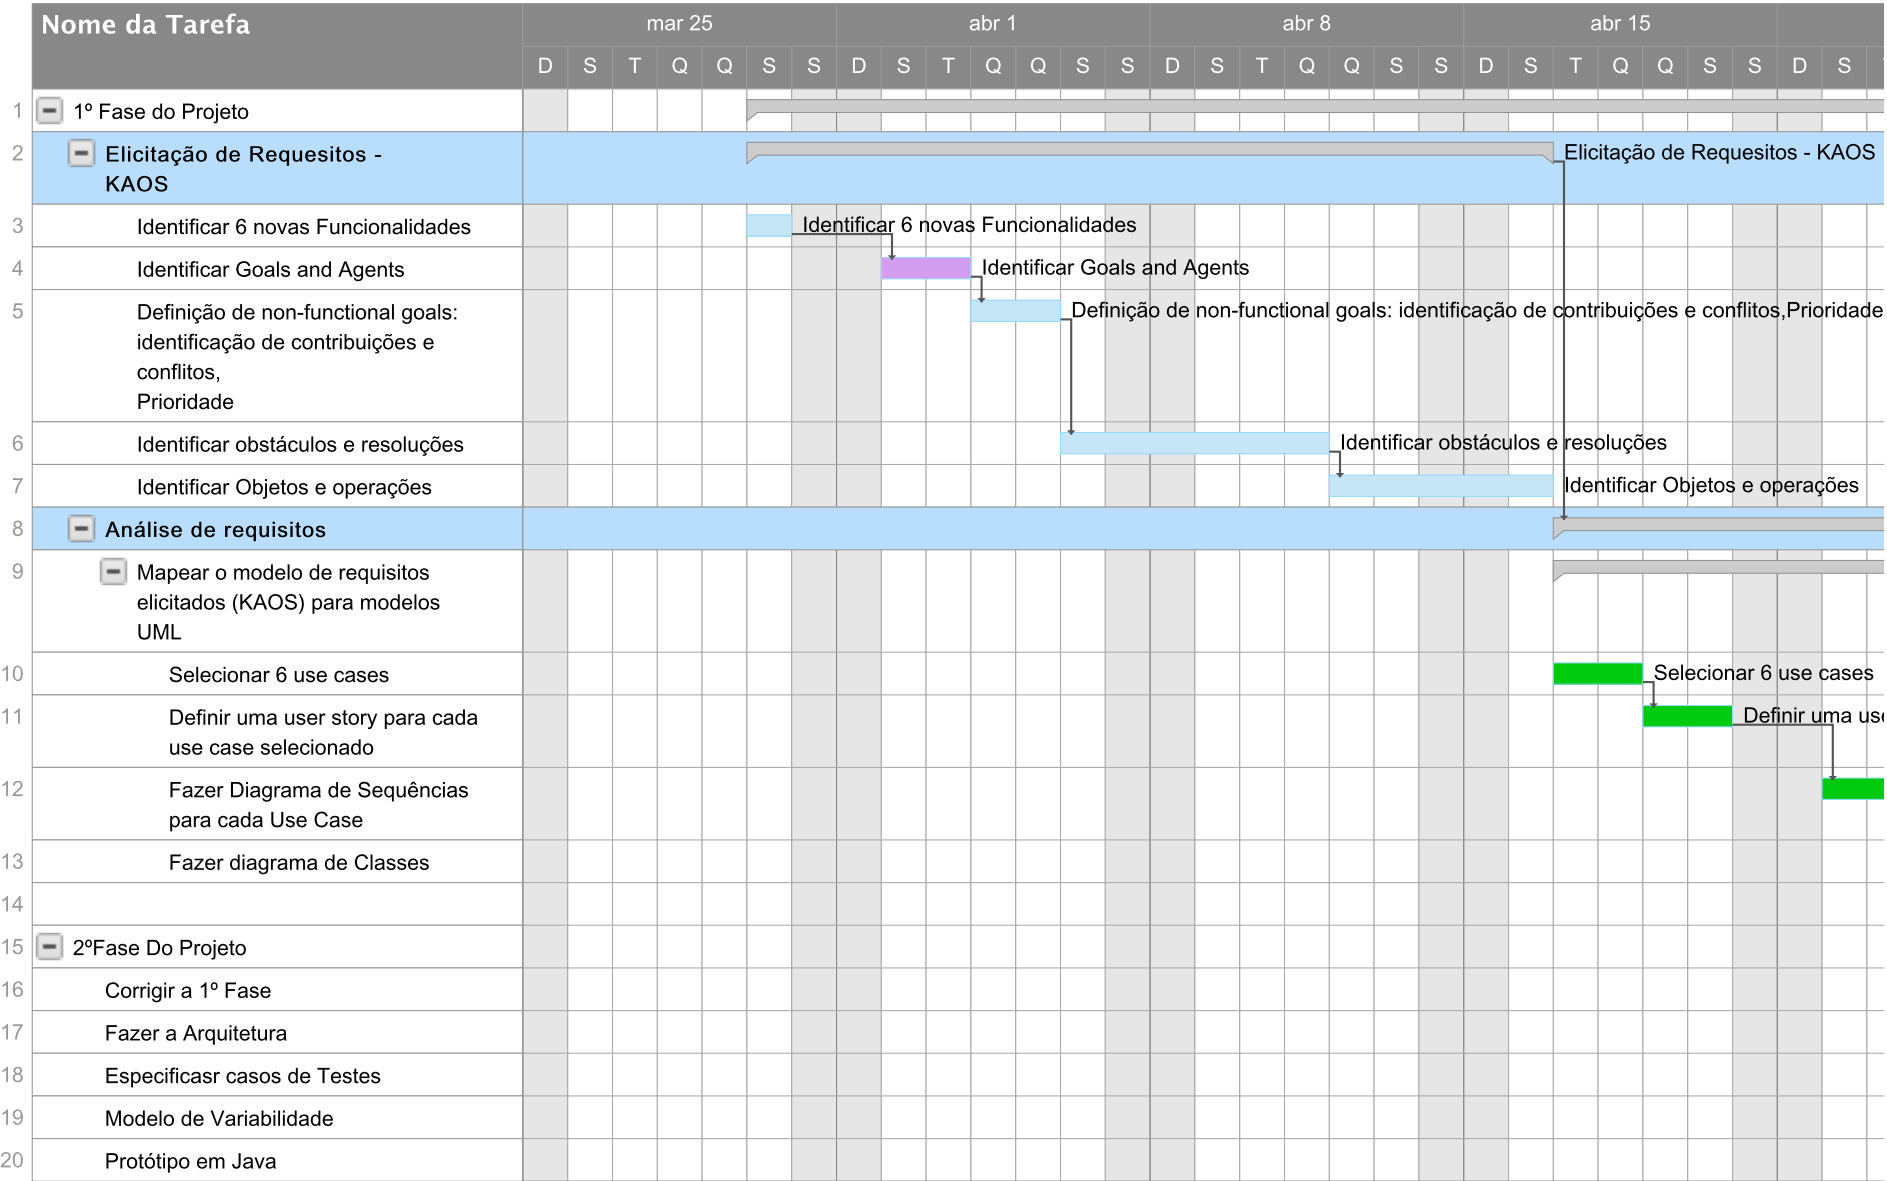 Nome da Tarefa
mar 25
abr 1
abr 8
abr 15
D S T Q Q S S D S T Q Q S S D S T Q Q S S D S T Q Q S S D S
1 1º Fase do Projeto
2 Elicitação de Requesitos -
KAOS
Elicitação de Requesitos - KAOS
3 Identificar 6 novas Funcionalidades
Identificar 6 novas Funcionalidades
4 Identificar Goals and Agents
Identificar Goals and Agents
5 Definição de non-functional goals:
identificação de contribuições e
conflitos,
Prioridade
Definição de non-functional goals: identificação de contribuições e conflitos,Prioridade
6 Identificar obstáculos e resoluções
Identificar obstáculos e resoluções
7 Identificar Objetos e operações
Identificar Objetos e operações
8 Análise de requisitos
9 Mapear o modelo de requisitos
elicitados (KAOS) para modelos
UML
10 Selecionar 6 use cases
Selecionar 6 use cases
11 Definir uma user story para cada
use case selecionado
Definir uma use
12 Fazer Diagrama de Sequências
para cada Use Case
13 Fazer diagrama de Classes
14
15 2ºFase Do Projeto
16 Corrigir a 1º Fase
17 Fazer a Arquitetura
18 Especificasr casos de Testes
19 Modelo de Variabilidade
20 Protótipo em Java